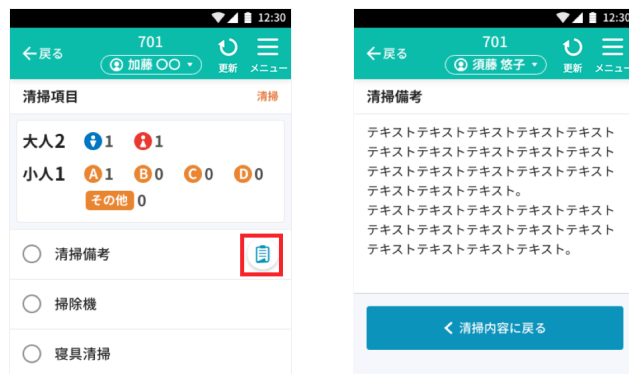 12:30
←戻る
701
加藤 〇〇
更新
メニュー
清掃項目
清掃
大人2 1 1
小人1 A 1 B 0 C 0 D 0
その他 0
清掃備考
掃除機
寝具清掃
12:30
←戻る
701
須藤 悠子
更新
メニュー
清掃備考
テキストテキストテキストテキストテキスト
テキストテキストテキストテキストテキスト
テキストテキストテキストテキストテキスト
テキストテキストテキスト。
テキストテキストテキストテキストテキスト
テキストテキストテキストテキストテキスト
テキストテキストテキストテキスト。
清掃内容に戻る